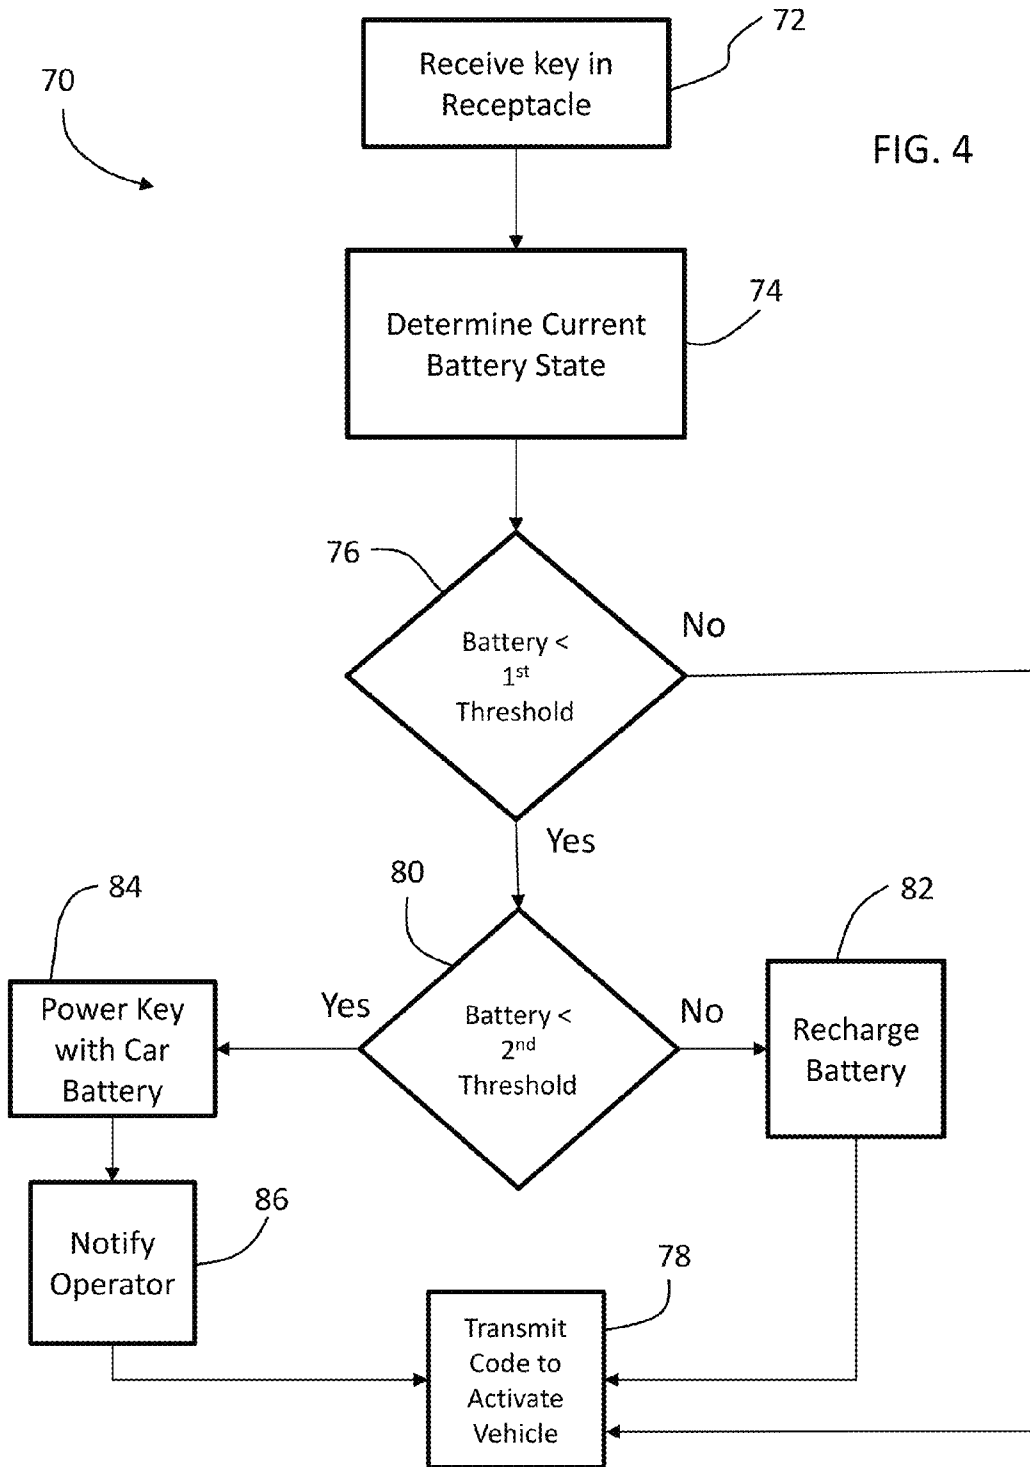 72
Receive key in
Receptacle
70
FIG. 4
74
Determine Current
Battery State
76
No
Battery <
1st
Threshold
Yes
80
84
82
Yes
No
Power Key
with Car
Battery
Battery <
2nd
Threshold
Recharge
Battery
86
Notify
Operator
78
Transmit
Code to
Activate
Vehicle